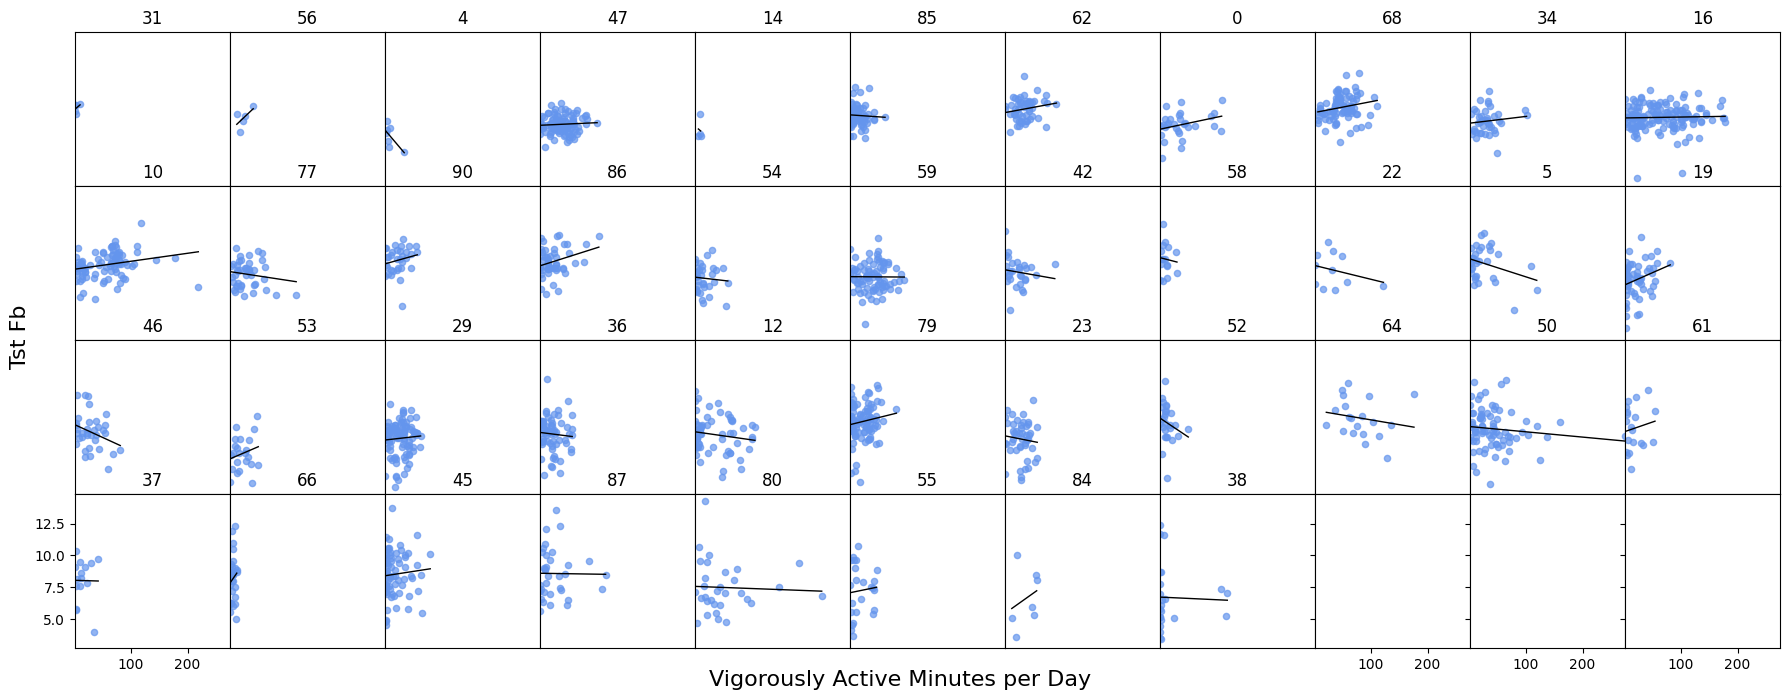 31 56 4 47 14 85 62 0 68 34 16
10 77 90 86 54 59 42 58 22 5 19
46 53 29 36 12 79 23 52 64 50 61
37 66 45 87 80 55 84 38
Tst Fb
12.5
10.0
7.5
5.0
100 200 100 200 100 200 100 200
Vigorously Active Minutes per Day